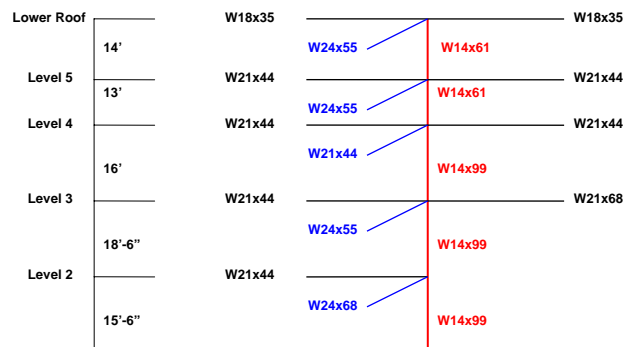 Lower Roof W18x35 W18x35
14’ W24x55 W14x61
Level 5 W21x44 W21x44
13’ W14x61
W24x55
Level 4 W21x44 W21x44
W21x44
16’ W14x99
Level 3 W21x44 W21x68
W24x55
18’-6” W14x99
Level 2 W21x44
W24x68
15’-6” W14x99